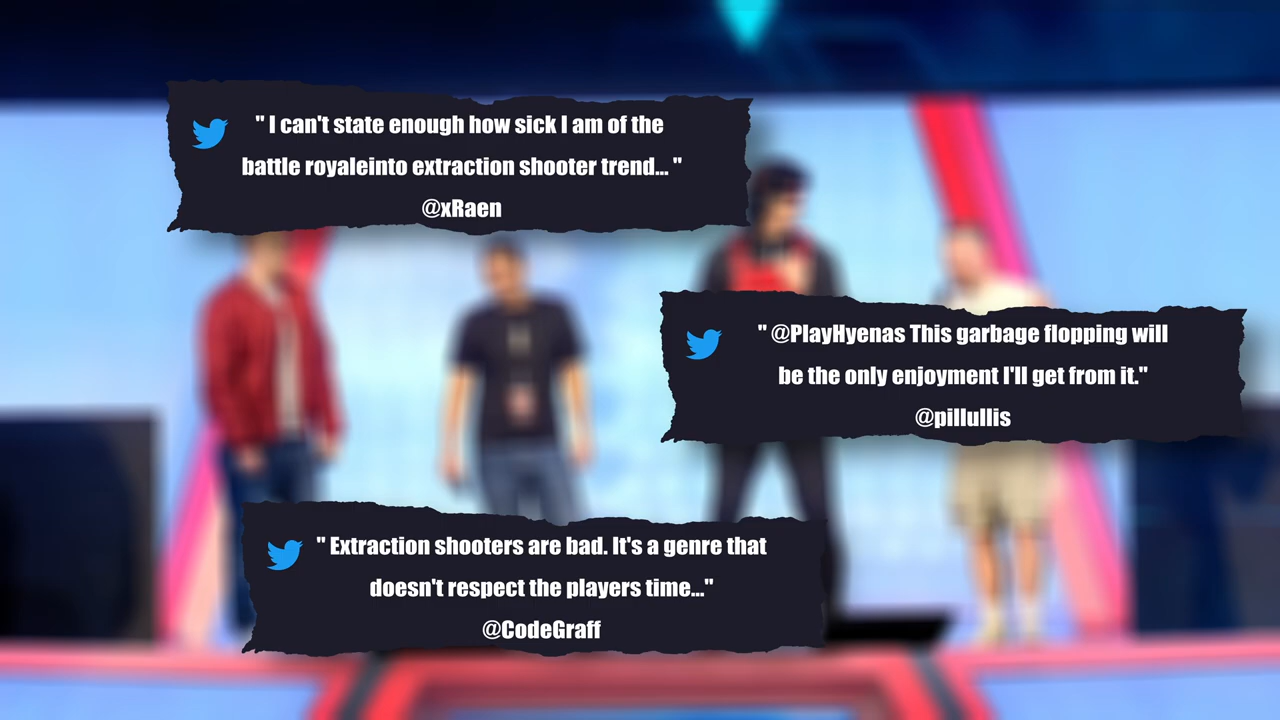 " I can't state enough how sick I am of the
battle royaleinto extraction shooter trend... "
@xRaen
" @PlayHyenas This garbage flopping will
be the only enjoyment I'll get from it."
@pillullis
" Extraction shooters are bad. It's a genre that
doesn't respect the players time..."
@CodeGraff